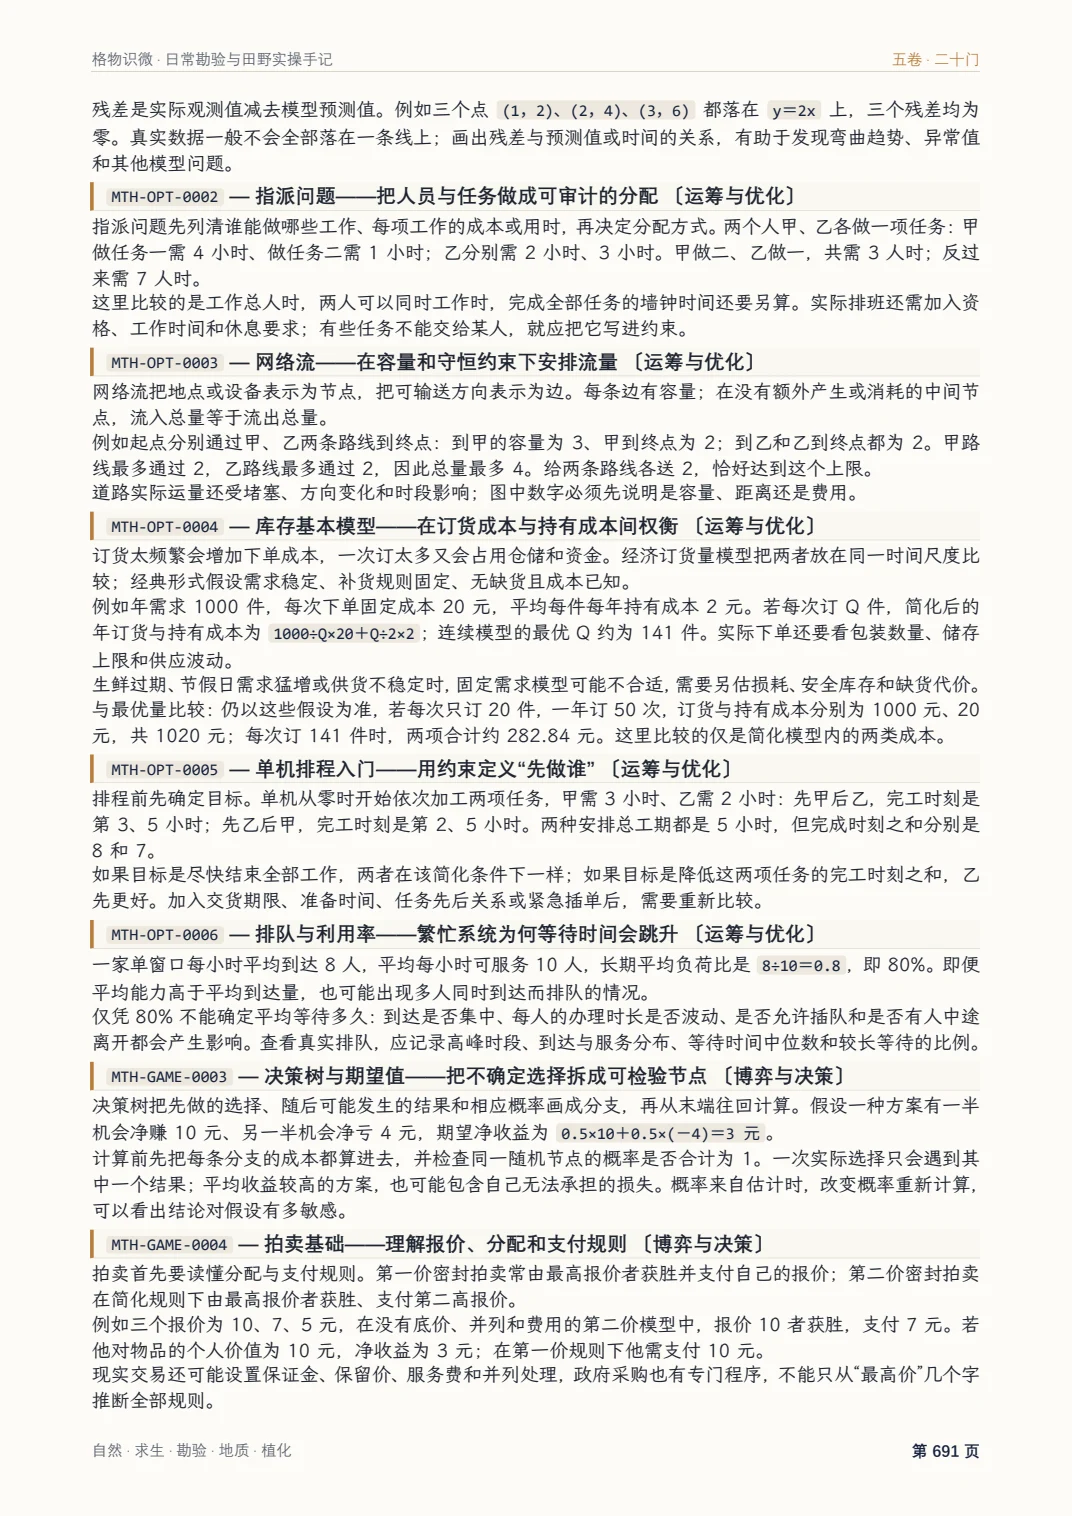 格物识微 · 日常勘验与田野实操手记
五卷 · 二十门
残差是实际观测值减去模型预测值。例如三个点 (1, 2)、(2, 4)、(3, 6) 都落在 y＝2x 上，三个残差均为
零。真实数据一般不会全部落在一条线上；画出残差与预测值或时间的关系，有助于发现弯曲趋势、异常值
和其他模型问题。
MTH-OPT-0002 — 指派问题——把人员与任务做成可审计的分配 〔运筹与优化〕
指派问题先列清谁能做哪些工作、每项工作的成本或用时，再决定分配方式。两个人甲、乙各做一项任务：甲
做任务一需 4 小时、做任务二需 1 小时；乙分别需 2 小时、3 小时。甲做二、乙做一，共需 3 人时；反过
来需 7 人时。
这里比较的是工作总人时，两人可以同时工作时，完成全部任务的墙钟时间还要另算。实际排班还需加入资
格、工作时间和休息要求；有些任务不能交给某人，就应把它写进约束。
MTH-OPT-0003 — 网络流——在容量和守恒约束下安排流量 〔运筹与优化〕
网络流把地点或设备表示为节点，把可输送方向表示为边。每条边有容量；在没有额外产生或消耗的中间节
点，流入总量等于流出总量。
例如起点分别通过甲、乙两条路线到终点：到甲的容量为 3、甲到终点为 2；到乙和乙到终点都为 2。甲路
线最多通过 2，乙路线最多通过 2，因此总量最多 4。给两条路线各送 2，恰好达到这个上限。
道路实际运量还受堵塞、方向变化和时段影响；图中数字必须先说明是容量、距离还是费用。
MTH-OPT-0004 — 库存基本模型——在订货成本与持有成本间权衡 〔运筹与优化〕
订货太频繁会增加下单成本，一次订太多又会占用仓储和资金。经济订货量模型把两者放在同一时间尺度比
较；经典形式假设需求稳定、补货规则固定、无缺货且成本已知。
例如年需求 1000 件，每次下单固定成本 20 元，平均每件每年持有成本 2 元。若每次订 Q 件，简化后的
年订货与持有成本为 1000÷Q×20＋Q÷2×2；连续模型的最优 Q 约为 141 件。实际下单还要看包装数量、储存
上限和供应波动。
生鲜过期、节假日需求猛增或供货不稳定时，固定需求模型可能不合适，需要另估损耗、安全库存和缺货代价。
与最优量比较：仍以这些假设为准，若每次只订 20 件，一年订 50 次，订货与持有成本分别为 1000 元、20
元，共 1020 元；每次订 141 件时，两项合计约 282.84 元。这里比较的仅是简化模型内的两类成本。
MTH-OPT-0005 — 单机排程入门——用约束定义“先做谁” 〔运筹与优化〕
排程前先确定目标。单机从零时开始依次加工两项任务，甲需 3 小时、乙需 2 小时：先甲后乙，完工时刻是
第 3、5 小时；先乙后甲，完工时刻是第 2、5 小时。两种安排总工期都是 5 小时，但完成时刻之和分别是
8 和 7。
如果目标是尽快结束全部工作，两者在该简化条件下一样；如果目标是降低这两项任务的完工时刻之和，乙
先更好。加入交货期限、准备时间、任务先后关系或紧急插单后，需要重新比较。
MTH-OPT-0006 — 排队与利用率——繁忙系统为何等待时间会跳升 〔运筹与优化〕
一家单窗口每小时平均到达 8 人，平均每小时可服务 10 人，长期平均负荷比是 8÷10＝0.8，即 80%。即便
平均能力高于平均到达量，也可能出现多人同时到达而排队的情况。
仅凭 80% 不能确定平均等待多久：到达是否集中、每人的办理时长是否波动、是否允许插队和是否有人中途
离开都会产生影响。查看真实排队，应记录高峰时段、到达与服务分布、等待时间中位数和较长等待的比例。
MTH-GAME-0003 — 决策树与期望值——把不确定选择拆成可检验节点 〔博弈与决策〕
决策树把先做的选择、随后可能发生的结果和相应概率画成分支，再从末端往回计算。假设一种方案有一半
机会净赚 10 元、另一半机会净亏 4 元，期望净收益为 0.5×10＋0.5×(－4)＝3 元。
计算前先把每条分支的成本都算进去，并检查同一随机节点的概率是否合计为 1。一次实际选择只会遇到其
中一个结果；平均收益较高的方案，也可能包含自己无法承担的损失。概率来自估计时，改变概率重新计算，
可以看出结论对假设有多敏感。
MTH-GAME-0004 — 拍卖基础——理解报价、分配和支付规则 〔博弈与决策〕
拍卖首先要读懂分配与支付规则。第一价密封拍卖常由最高报价者获胜并支付自己的报价；第二价密封拍卖
在简化规则下由最高报价者获胜、支付第二高报价。
例如三个报价为 10、7、5 元，在没有底价、并列和费用的第二价模型中，报价 10 者获胜，支付 7 元。若
他对物品的个人价值为 10 元，净收益为 3 元；在第一价规则下他需支付 10 元。
现实交易还可能设置保证金、保留价、服务费和并列处理，政府采购也有专门程序，不能只从“最高价”几个字
推断全部规则。
自然 · 求生 · 勘验 · 地质 · 植化
第 691 页